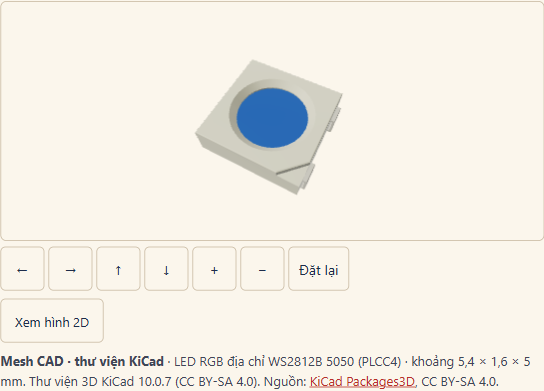 ← → ↑ ↓ + − Đặt lại
Xem hình 2D
Mesh CAD · thư viện KiCad · LED RGB địa chỉ WS2812B 5050 (PLCC4) · khoảng 5,4 × 1,6 × 5
mm. Thư viện 3D KiCad 10.0.7 (CC BY-SA 4.0). Nguồn: KiCad Packages3D, CC BY-SA 4.0.